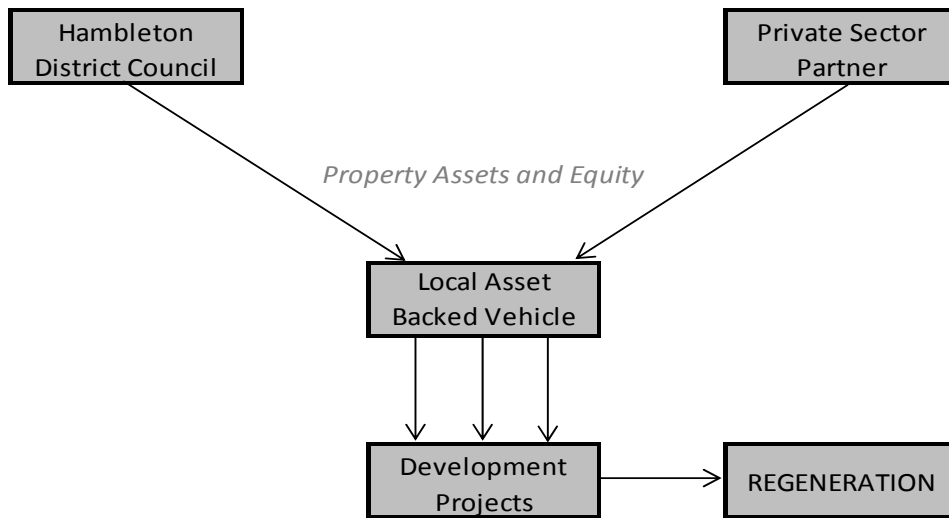 Hambleton
District Council
Private Sector
Partner
Property Assets and Equity
Local Asset
Backed Vehicle
Development
Projects
REGENERATION